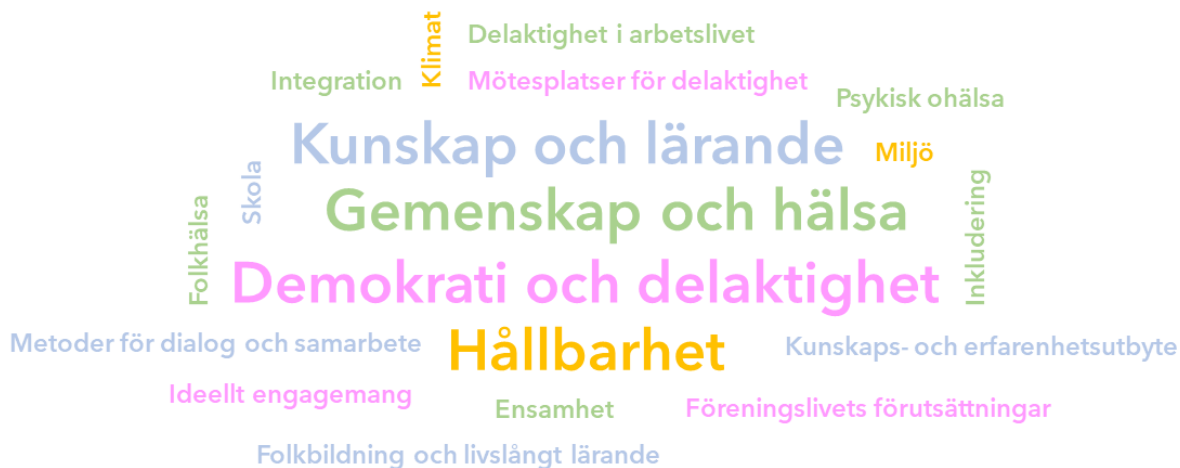 Klimat
Delaktighet i arbetslivet
Integration
Mötesplatser för delaktighet
Psykisk ohälsa
Kunskap och lärande
Miljö
Skola
Gemenskap och hälsa
Folkhälsa
Inkludering
Demokrati och delaktighet
Metoder för dialog och samarbete
Hållbarhet
Kunskaps- och erfarenhetsutbyte
Ideellt engagemang
Ensamhet
Föreningslivets förutsättningar
Folkbildning och livslångt lärande